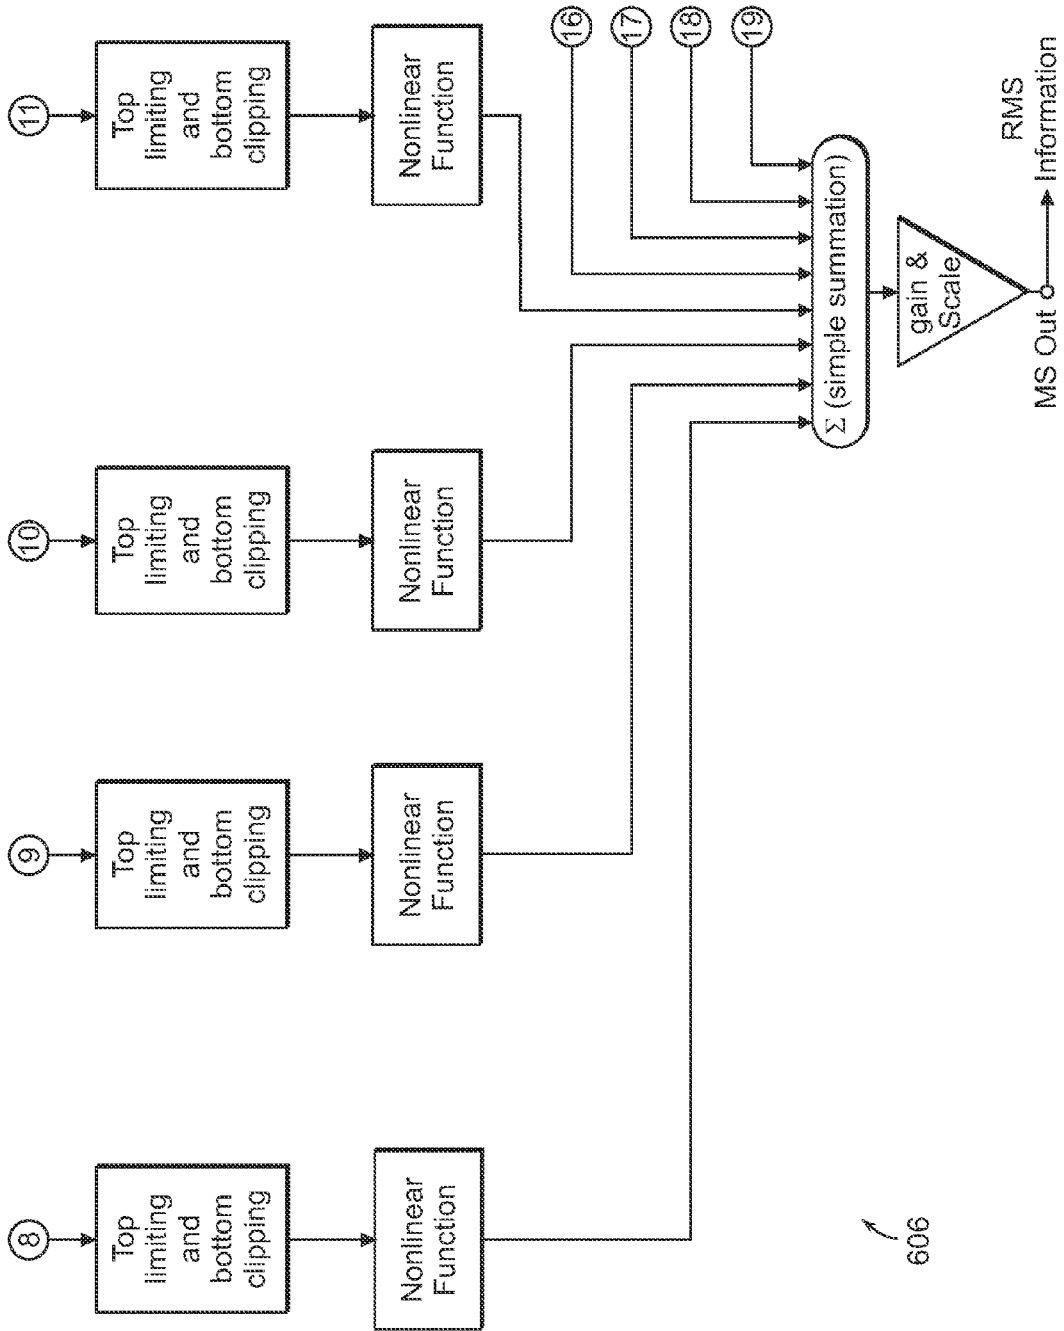 8
9
10
11
Top
limiting
and
bottom
clipping
Top
limiting
and
bottom
clipping
Top
limiting
and
bottom
clipping
Top
limiting
and
bottom
clipping
Nonlinear
Function
Nonlinear
Function
Nonlinear
Function
Nonlinear
Function
16
17
18
19
Σ (simple summation)
gain &
Scale
606
MS Out
RMS
Information